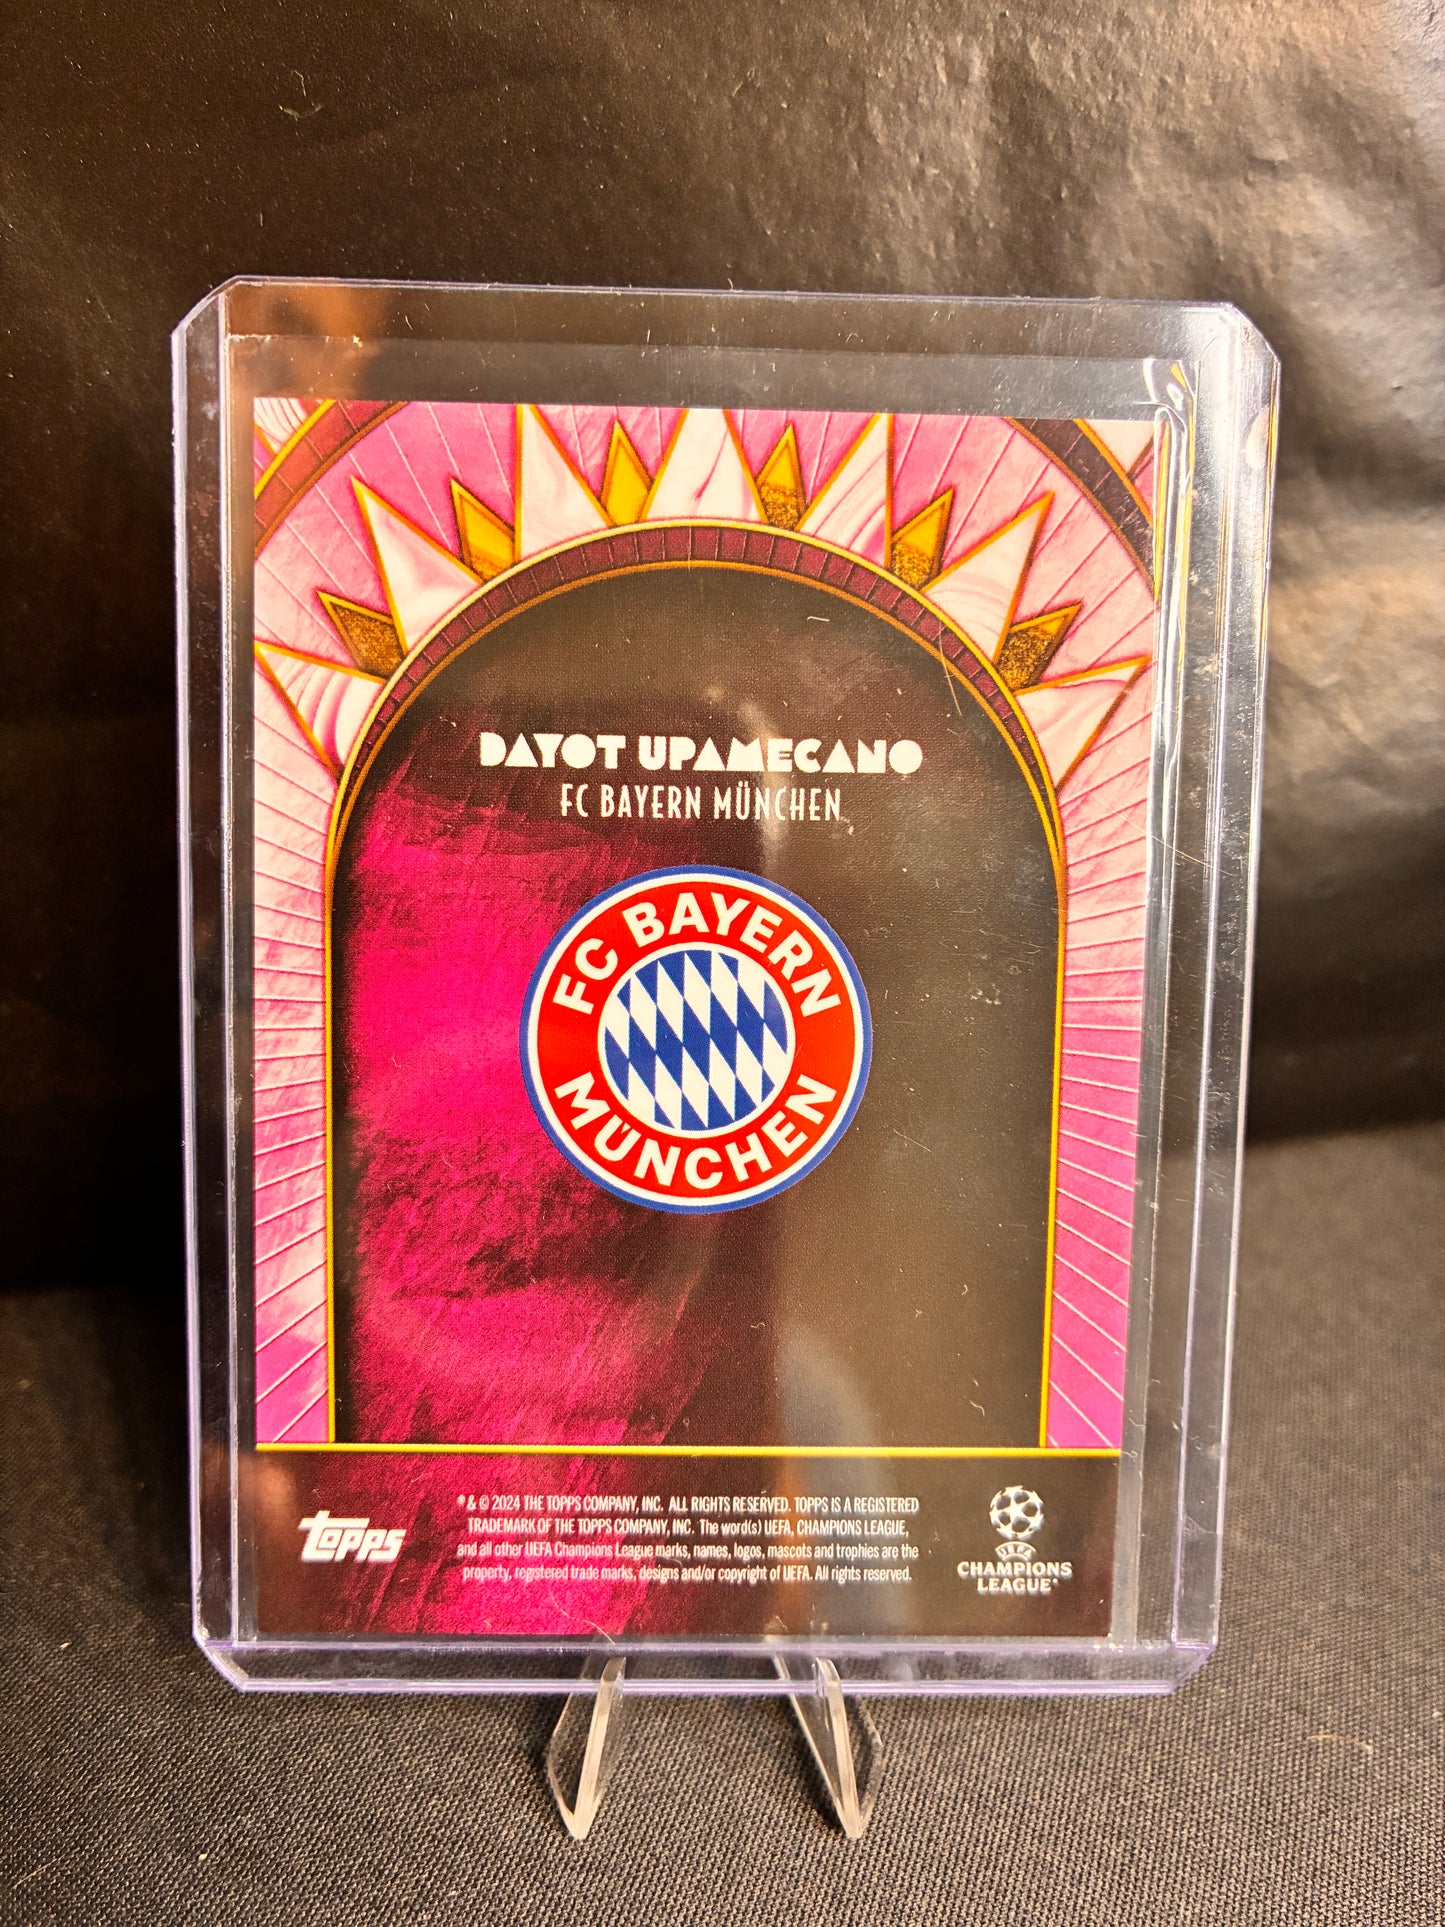 DAYOT UPAMECANO
FC BAYERN MÜNCHEN
FC BAYERN
MÜNCHEN
* & © 2024 THE TOPPS COMPANY, INC. ALL RIGHTS RESERVED. TOPPS IS A REGISTERED
TRADEMARK OF THE TOPPS COMPANY, INC. The word(s) UEFA, CHAMPIONS LEAGUE,
and all other UEFA Champions League marks, names, logos, mascots and trophies are the
property, registered trade marks, designs and/or copyright of UEFA. All rights reserved.
TOPPS
UEFA
CHAMPIONS
LEAGUE®